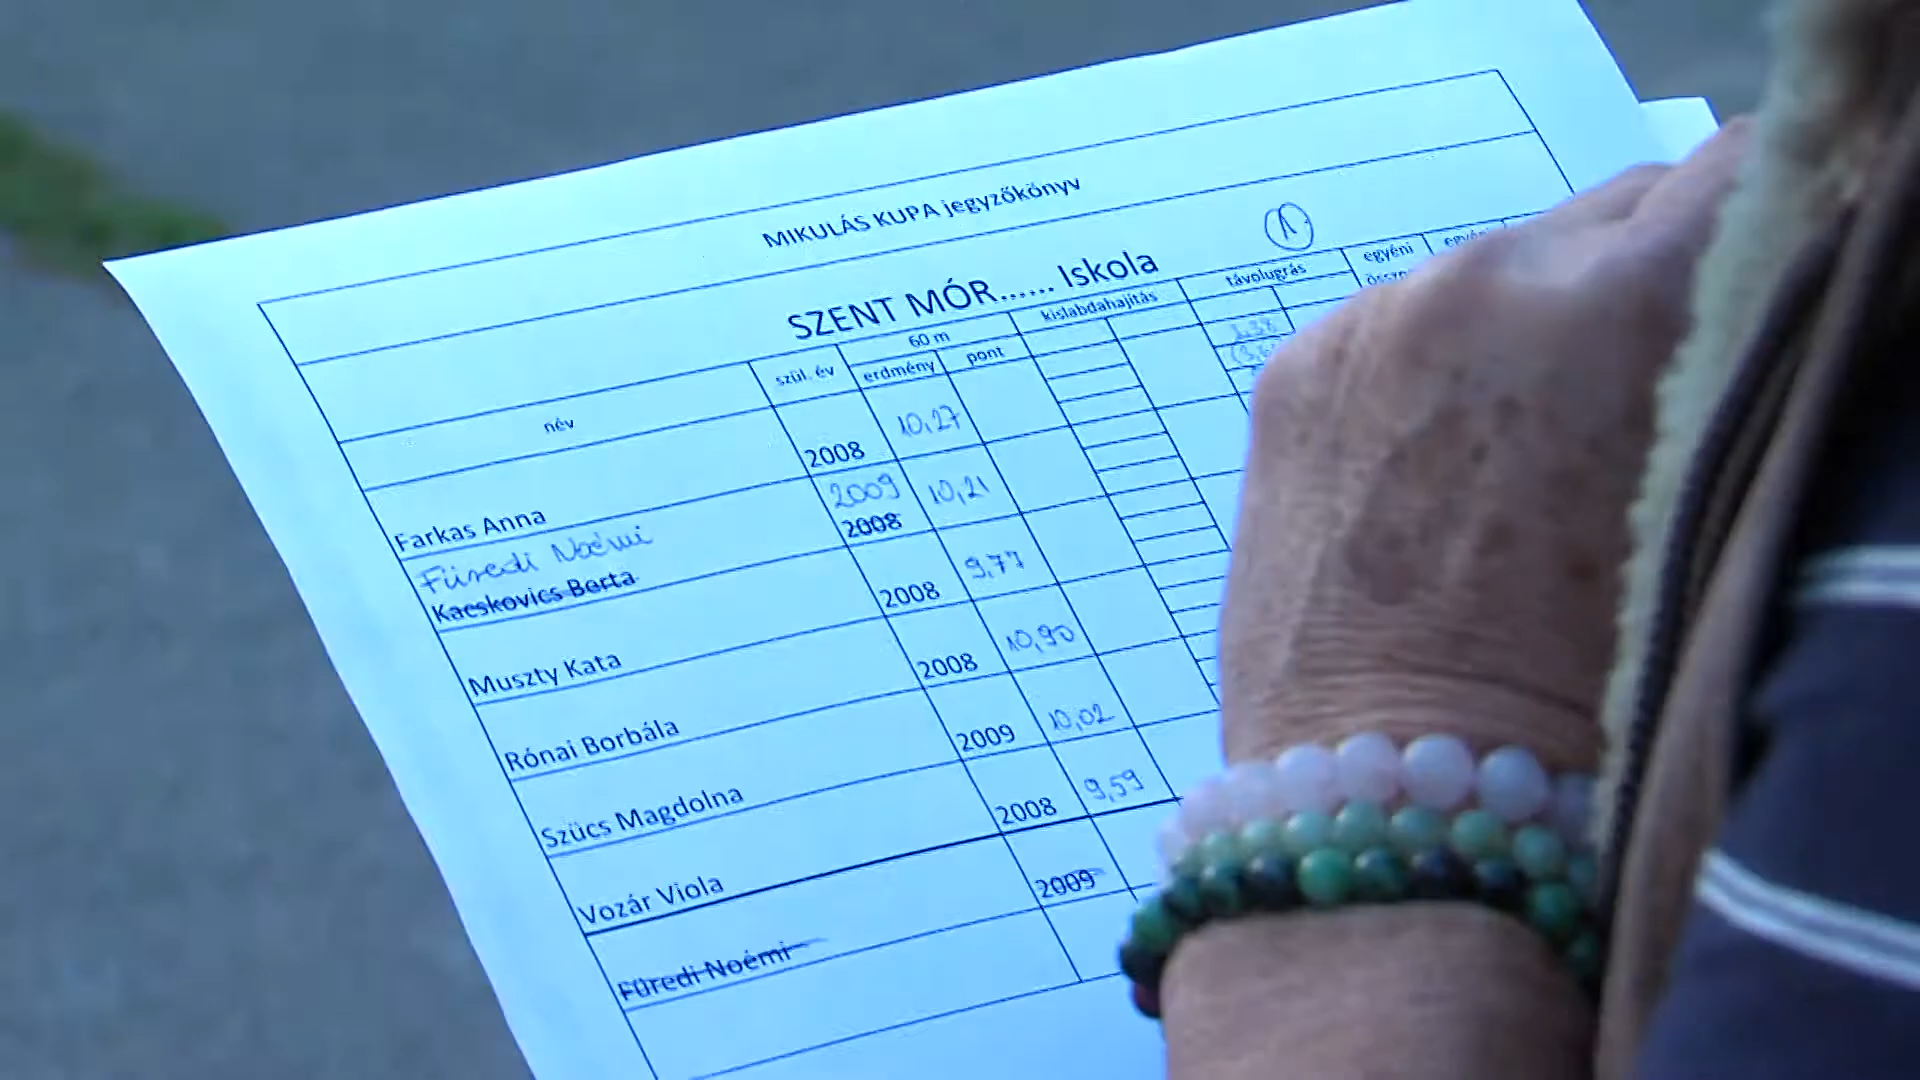 MIKULÁS KUPA jegyzőkönyv
SZENT MÓR...... Iskola
név szül. év 60 m kislabdahajítás távolugrás egyéni
erdmény pont
Farkas Anna 2008 10,27
Füredi Noémi 2009 10,21
Kacskovics Berta 2008
Muszty Kata 2008 9,77
Rónai Borbála 2008 10,90
Szücs Magdolna 2009 10,02
Vozár Viola 2008 9,59
Füredi Noémi 2009